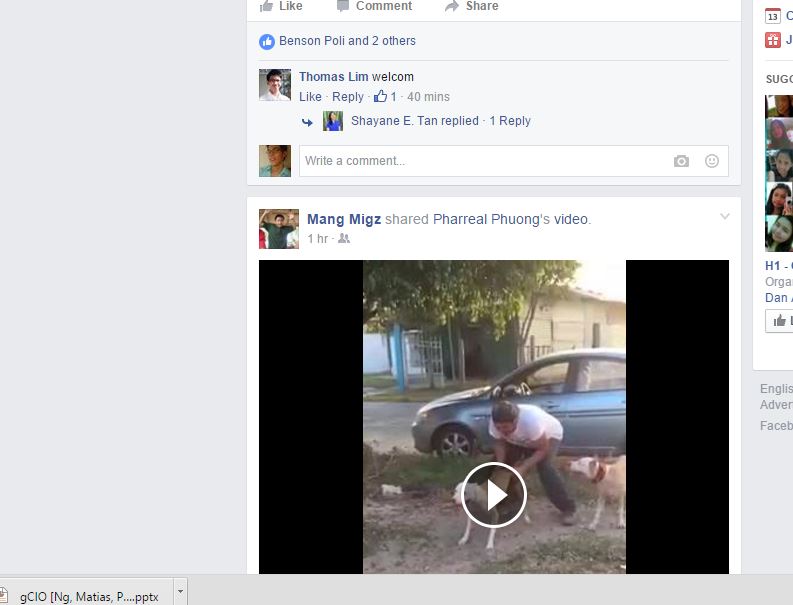 Like Comment Share
Benson Poli and 2 others
Thomas Lim welcom
Like · Reply · 1 · 40 mins
Shayane E. Tan replied · 1 Reply
Write a comment...
Mang Migz shared Pharreal Phuong's video.
1 hr ·
13
SUGG
H1 -
Orga
Dan
Englis
Adver
Faceb
gCIO [Ng, Matias, P....pptx